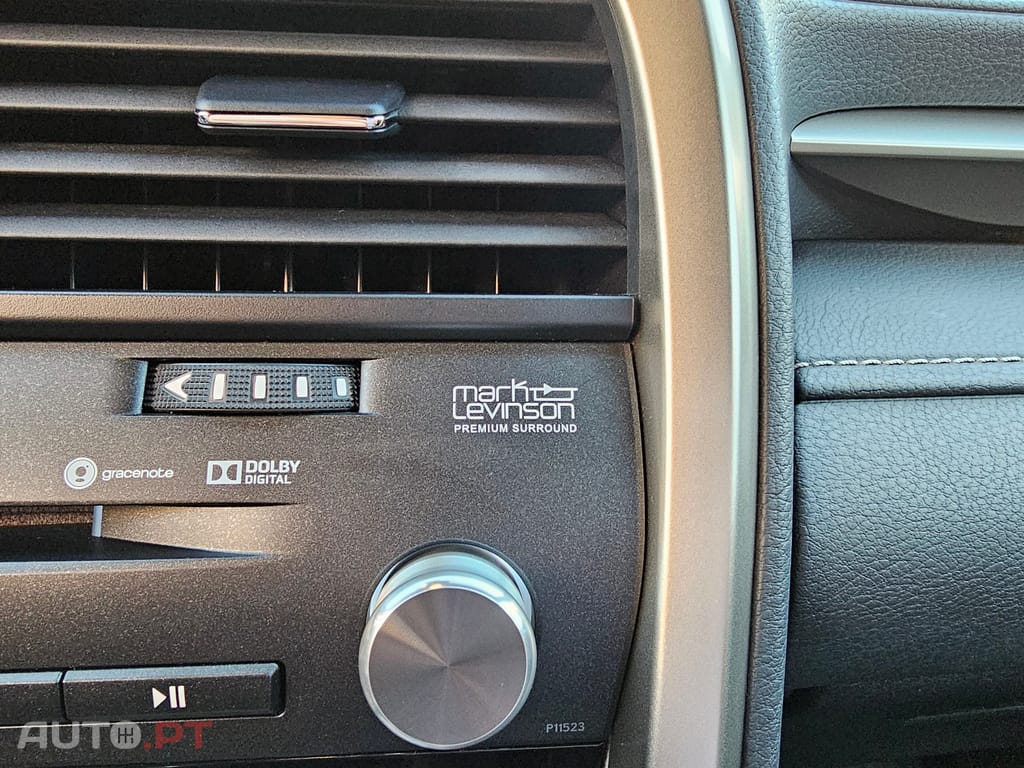 mark
Levinson
PREMIUM SURROUND
gracenote
DOLBY
DIGITAL
P11523
AUTO.PT